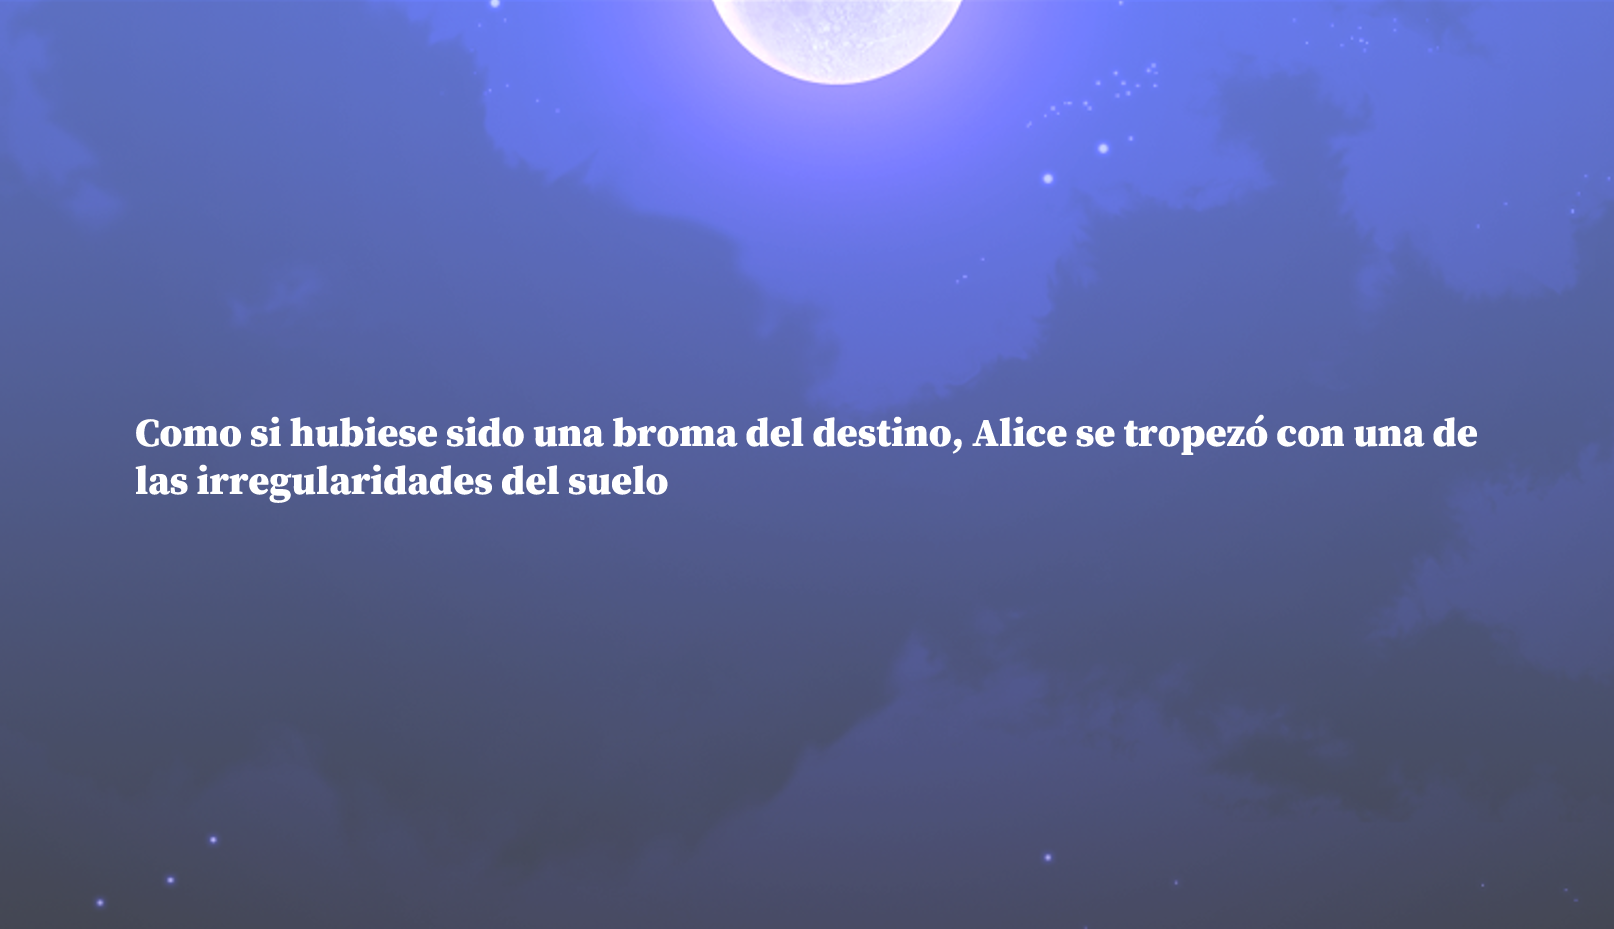 Como si hubiese sido una broma del destino, Alice se tropezó con una de
las irregularidades del suelo